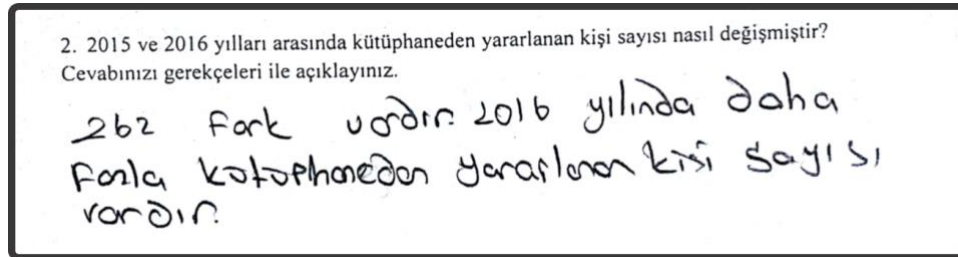 2. 2015 ve 2016 yılları arasında kütüphaneden yararlanan kişi sayısı nasıl değişmiştir?
Cevabınızı gerekçeleri ile açıklayınız.
262 fark vardır. 2016 yılında daha
fazla kütüphaneden yararlanan kişi sayısı
vardır.